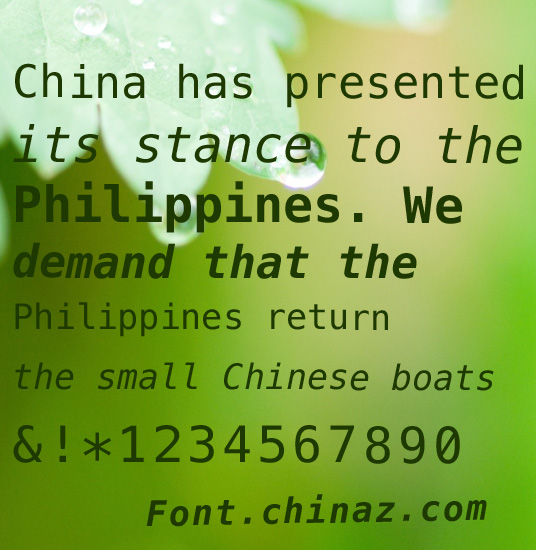 China has presented
its stance to the
Philippines. We
demand that the
Philippines return
the small Chinese boats
&!*1234567890
Font.chinaz.com